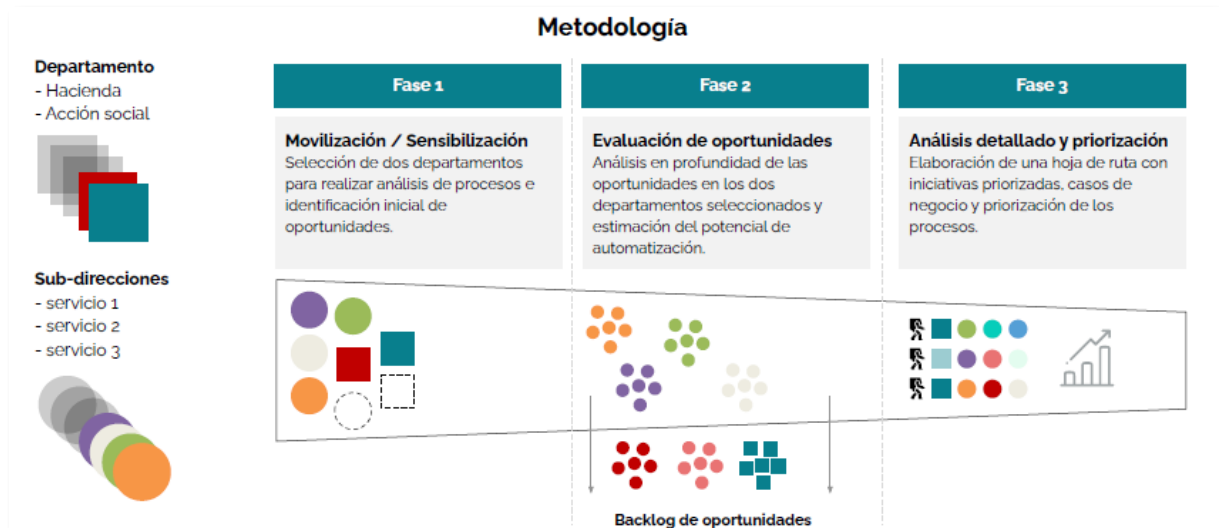 Metodología
Departamento
- Hacienda
- Acción social
Sub-direcciones
- servicio 1
- servicio 2
- servicio 3
Fase 1
Movilización / Sensibilización
Selección de dos departamentos
para realizar análisis de procesos e
identificación inicial de
oportunidades.
Fase 2
Evaluación de oportunidades
Análisis en profundidad de las
oportunidades en los dos
departamentos seleccionados y
estimación del potencial de
automatización.
Fase 3
Análisis detallado y priorización
Elaboración de una hoja de ruta con
iniciativas priorizadas, casos de
negocio y priorización de los
procesos.
Backlog de oportunidades